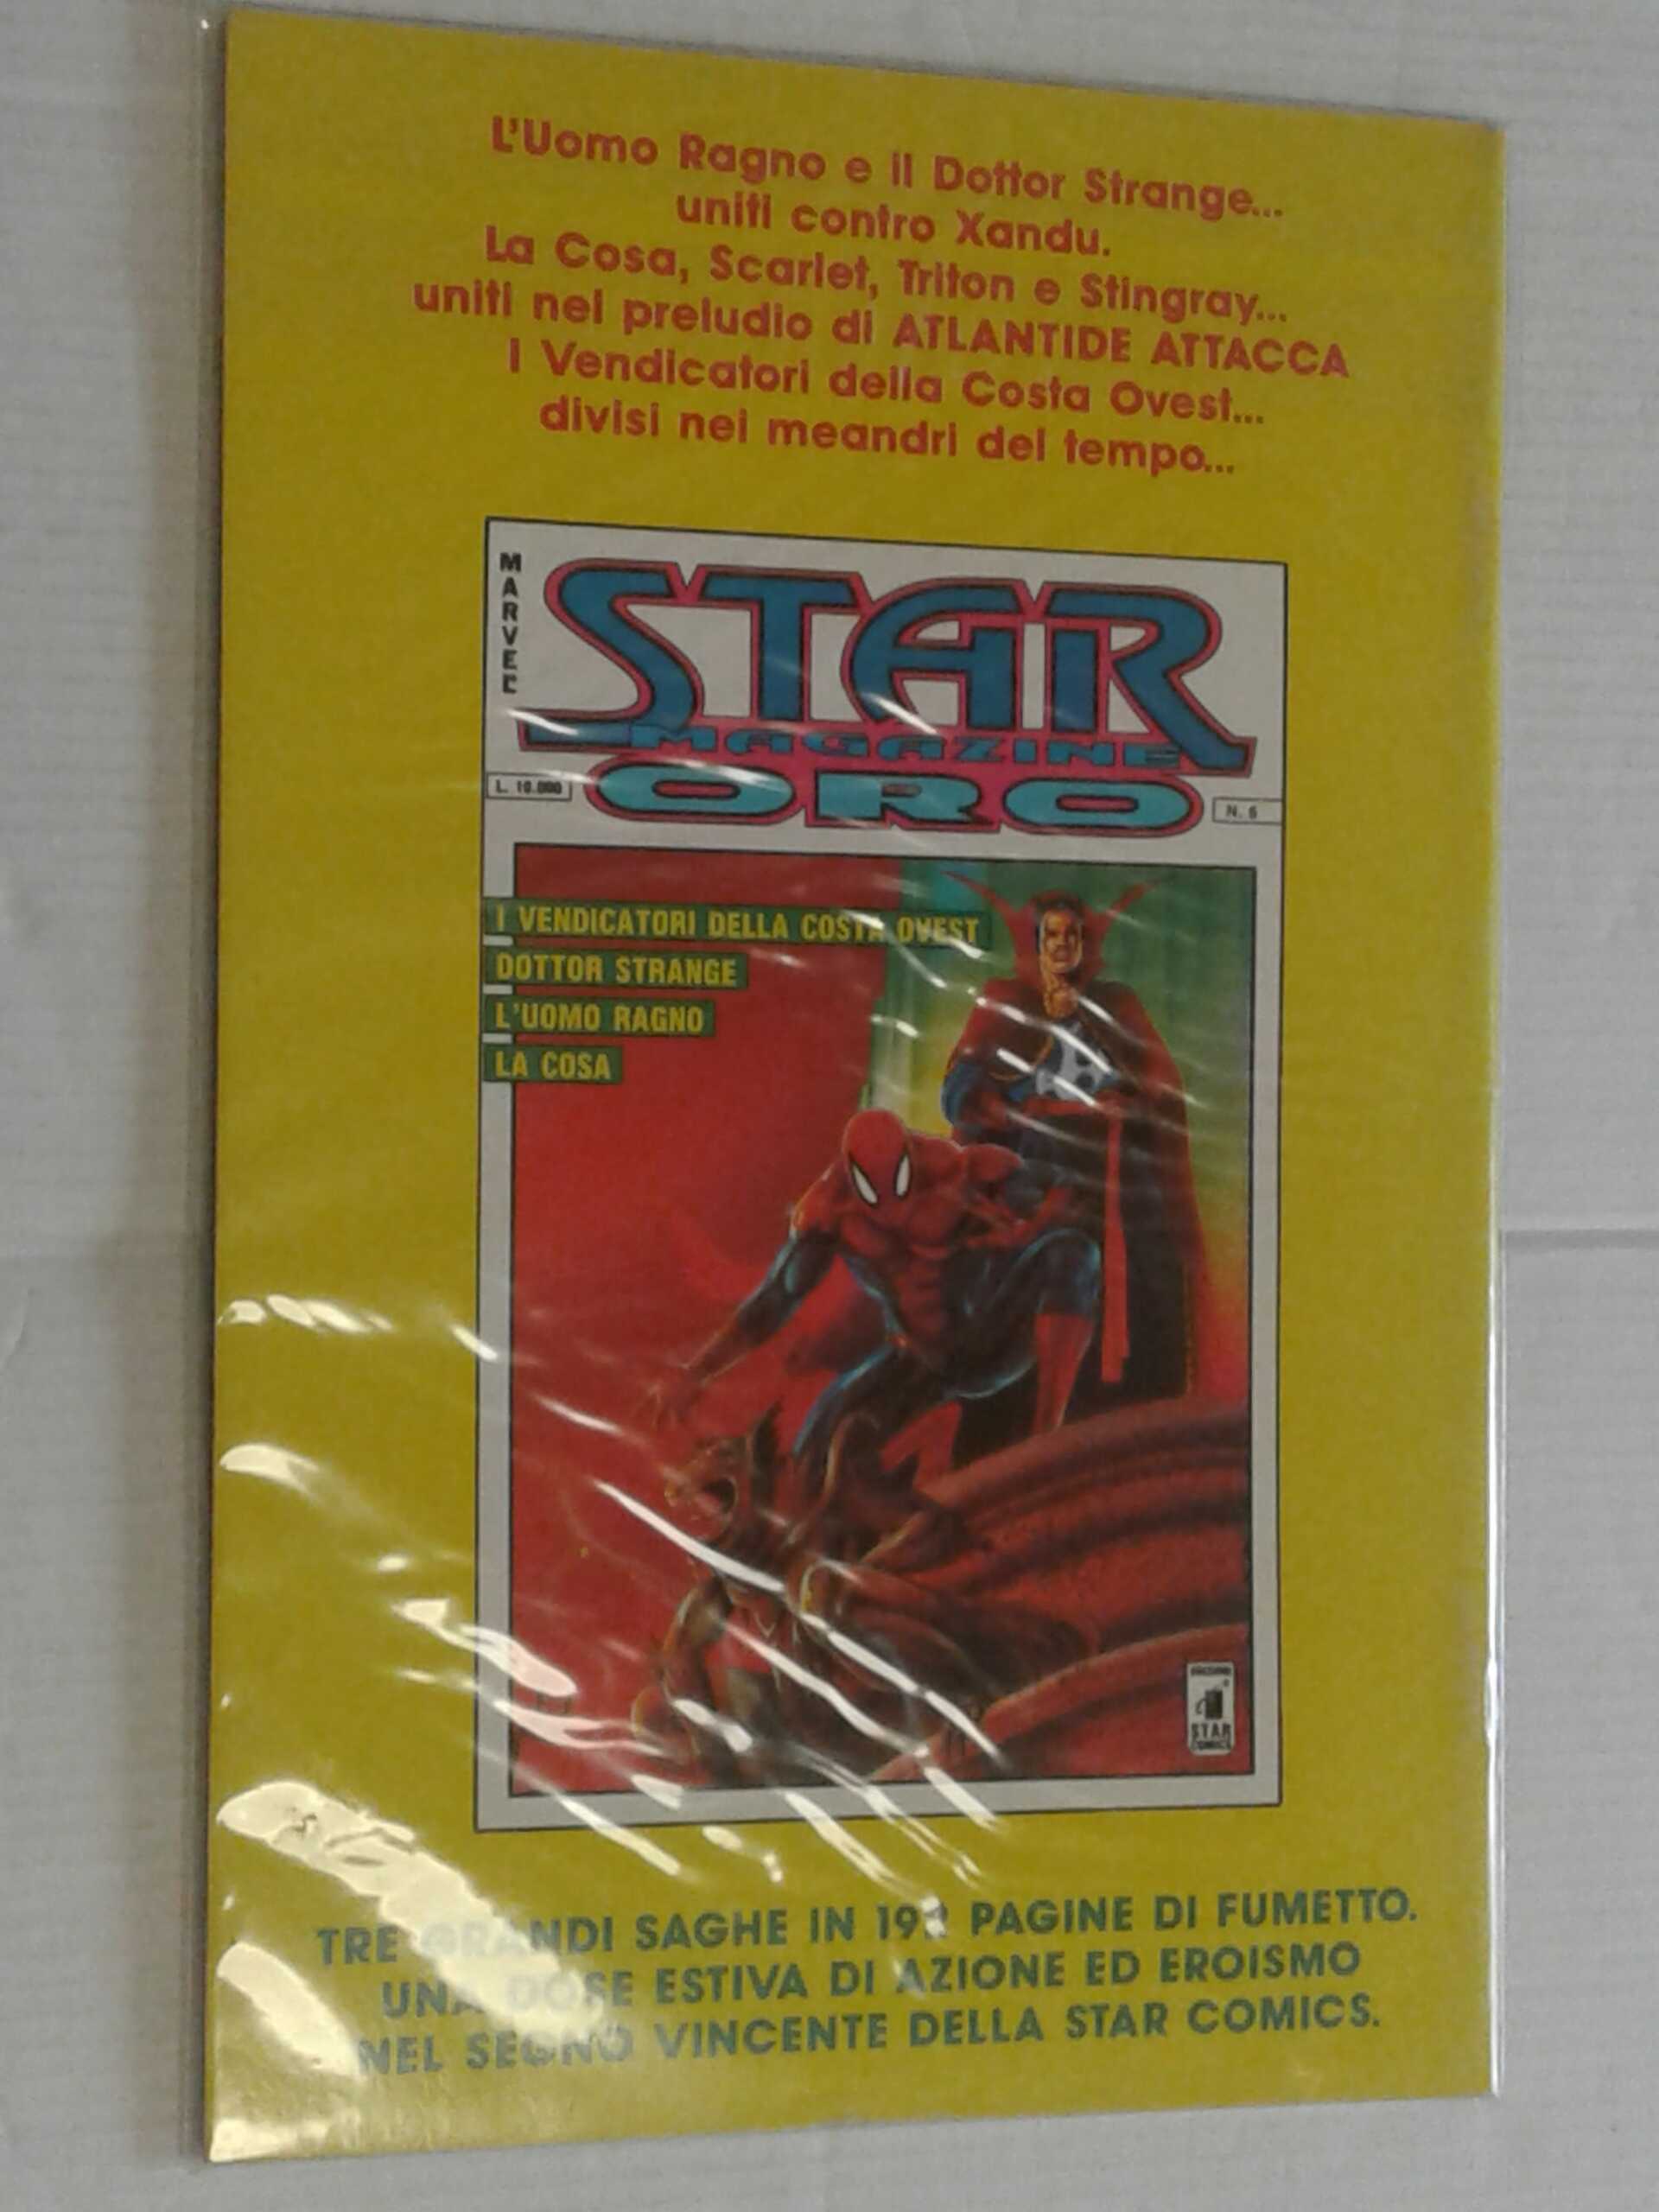 L'Uomo Ragno e il Dottor Strange...
uniti contro Xandu.
La Cosa, Scarlet, Triton e Stingray...
uniti nel preludio di ATLANTIDE ATTACCA
I Vendicatori della Costa Ovest...
divisi nei meandri del tempo...
MARVEL
STAR
MAGAZINE
ORO
L. 10.000
N. 6
I VENDICATORI DELLA COSTA OVEST
DOTTOR STRANGE
L'UOMO RAGNO
LA COSA
EDIZIONI
STAR
COMICS
TRE GRANDI SAGHE IN 192 PAGINE DI FUMETTO.
UNA DOSE ESTIVA DI AZIONE ED EROISMO
NEL SEGNO VINCENTE DELLA STAR COMICS.